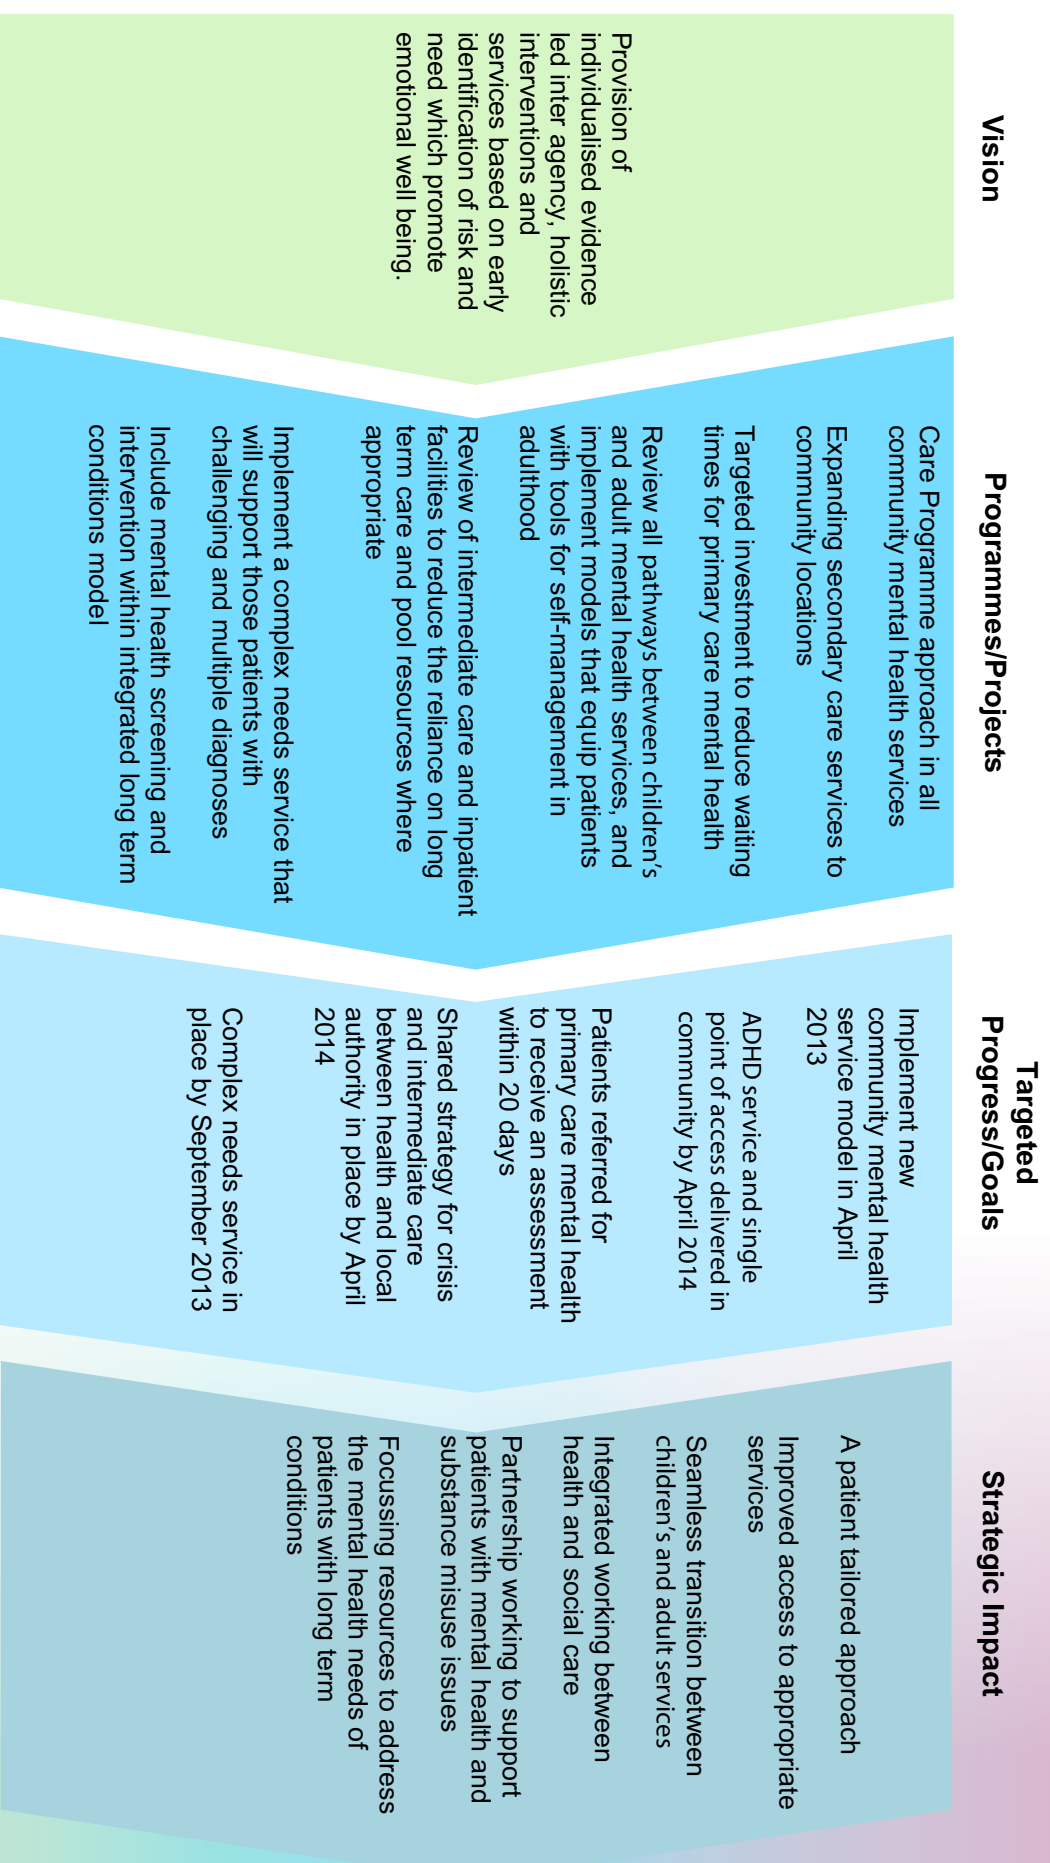 Vision
Provision of
individualised evidence
led inter agency, holistic
interventions and
services based on early
identification of risk and
need which promote
emotional well being.
Programmes/Projects
Care Programme approach in all
community mental health services
Expanding secondary care services to
community locations
Targeted investment to reduce waiting
times for primary care mental health
Review all pathways between children’s
and adult mental health services, and
implement models that equip patients
with tools for self-management in
adulthood
Review of intermediate care and inpatient
facilities to reduce the reliance on long
term care and pool resources where
appropriate
Implement a complex needs service that
will support those patients with
challenging and multiple diagnoses
Include mental health screening and
intervention within integrated long term
conditions model
Targeted
Progress/Goals
Implement new
community mental health
service model in April
2013
ADHD service and single
point of access delivered in
community by April 2014
Patients referred for
primary care mental health
to receive an assessment
within 20 days
Shared strategy for crisis
and intermediate care
between health and local
authority in place by April
2014
Complex needs service in
place by September 2013
Strategic Impact
A patient tailored approach
Improved access to appropriate
services
Seamless transition between
children’s and adult services
Integrated working between
health and social care
Partnership working to support
patients with mental health and
substance misuse issues
Focussing resources to address
the mental health needs of
patients with long term
conditions